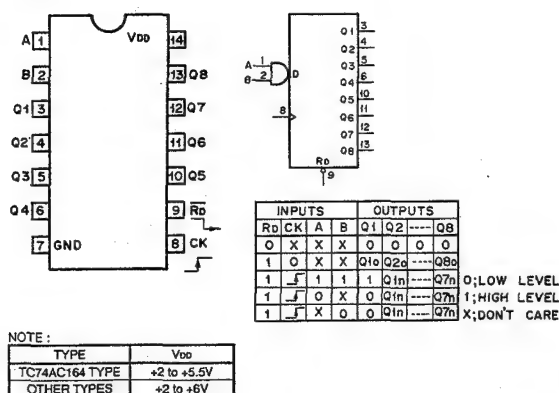 A 1 VDD 14
B 2 13 Q8
Q1 3 12 Q7
Q2 4 11 Q6
Q3 5 10 Q5
Q4 6 9 RD
7 GND 8 CK
A 1
B 2
D
8
RD
9
Q1 3
Q2 4
Q3 5
Q4 6
Q5 10
Q6 11
Q7 12
Q8 13
INPUTS OUTPUTS
RD CK A B Q1 Q2 ---- Q8
0 X X X 0 0 0 0
1 0 X X Q10 Q20 ---- Q80
1 1 1 1 Q1n ---- Q7n 0;LOW LEVEL
1 0 X 0 Q1n ---- Q7n 1;HIGH LEVEL
1 X 0 0 Q1n ---- Q7n X;DON'T CARE
NOTE :
TYPE VDD
TC74AC164 TYPE +2 to +5.5V
OTHER TYPES +2 to +6V